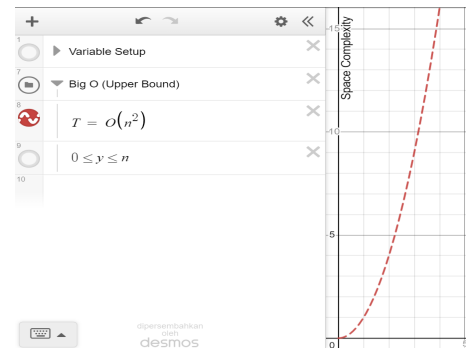 1
Variable Setup
7
Big O (Upper Bound)
8
T = O(n²)
9
0 ≤ y ≤ n
10
dipersembahkan
oleh
desmos
Space Complexity
-15
-10
-5
0
5